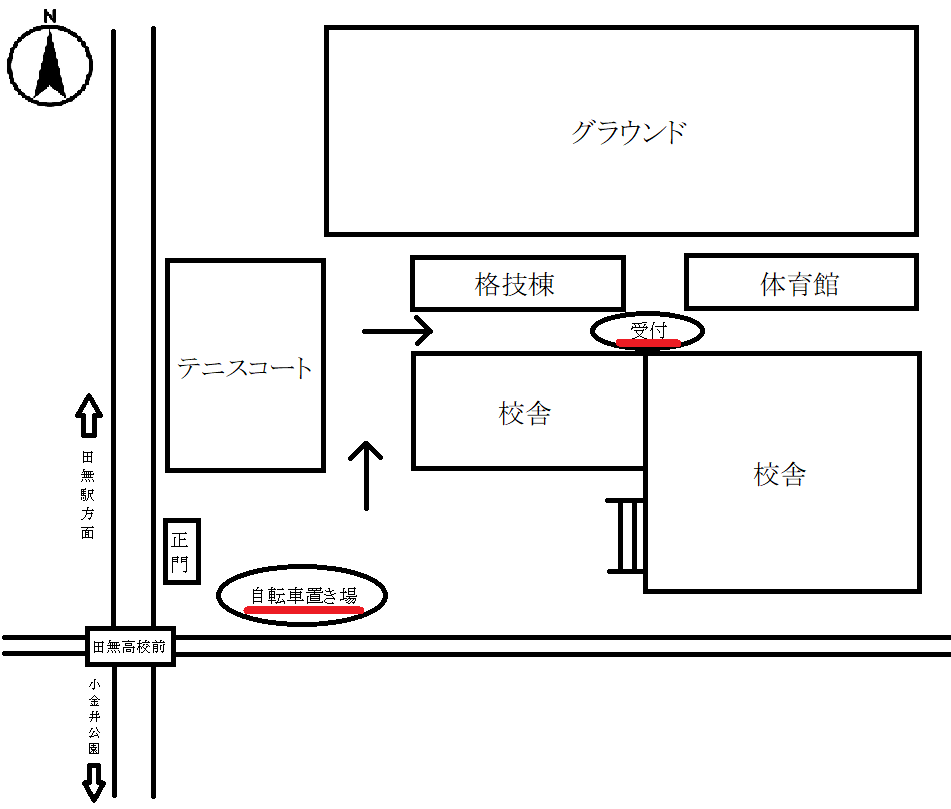 N
グラウンド
格技棟
体育館
受付
テニスコート
校舎
校舎
田無駅方面
正門
自転車置き場
田無高校前
小金井公園